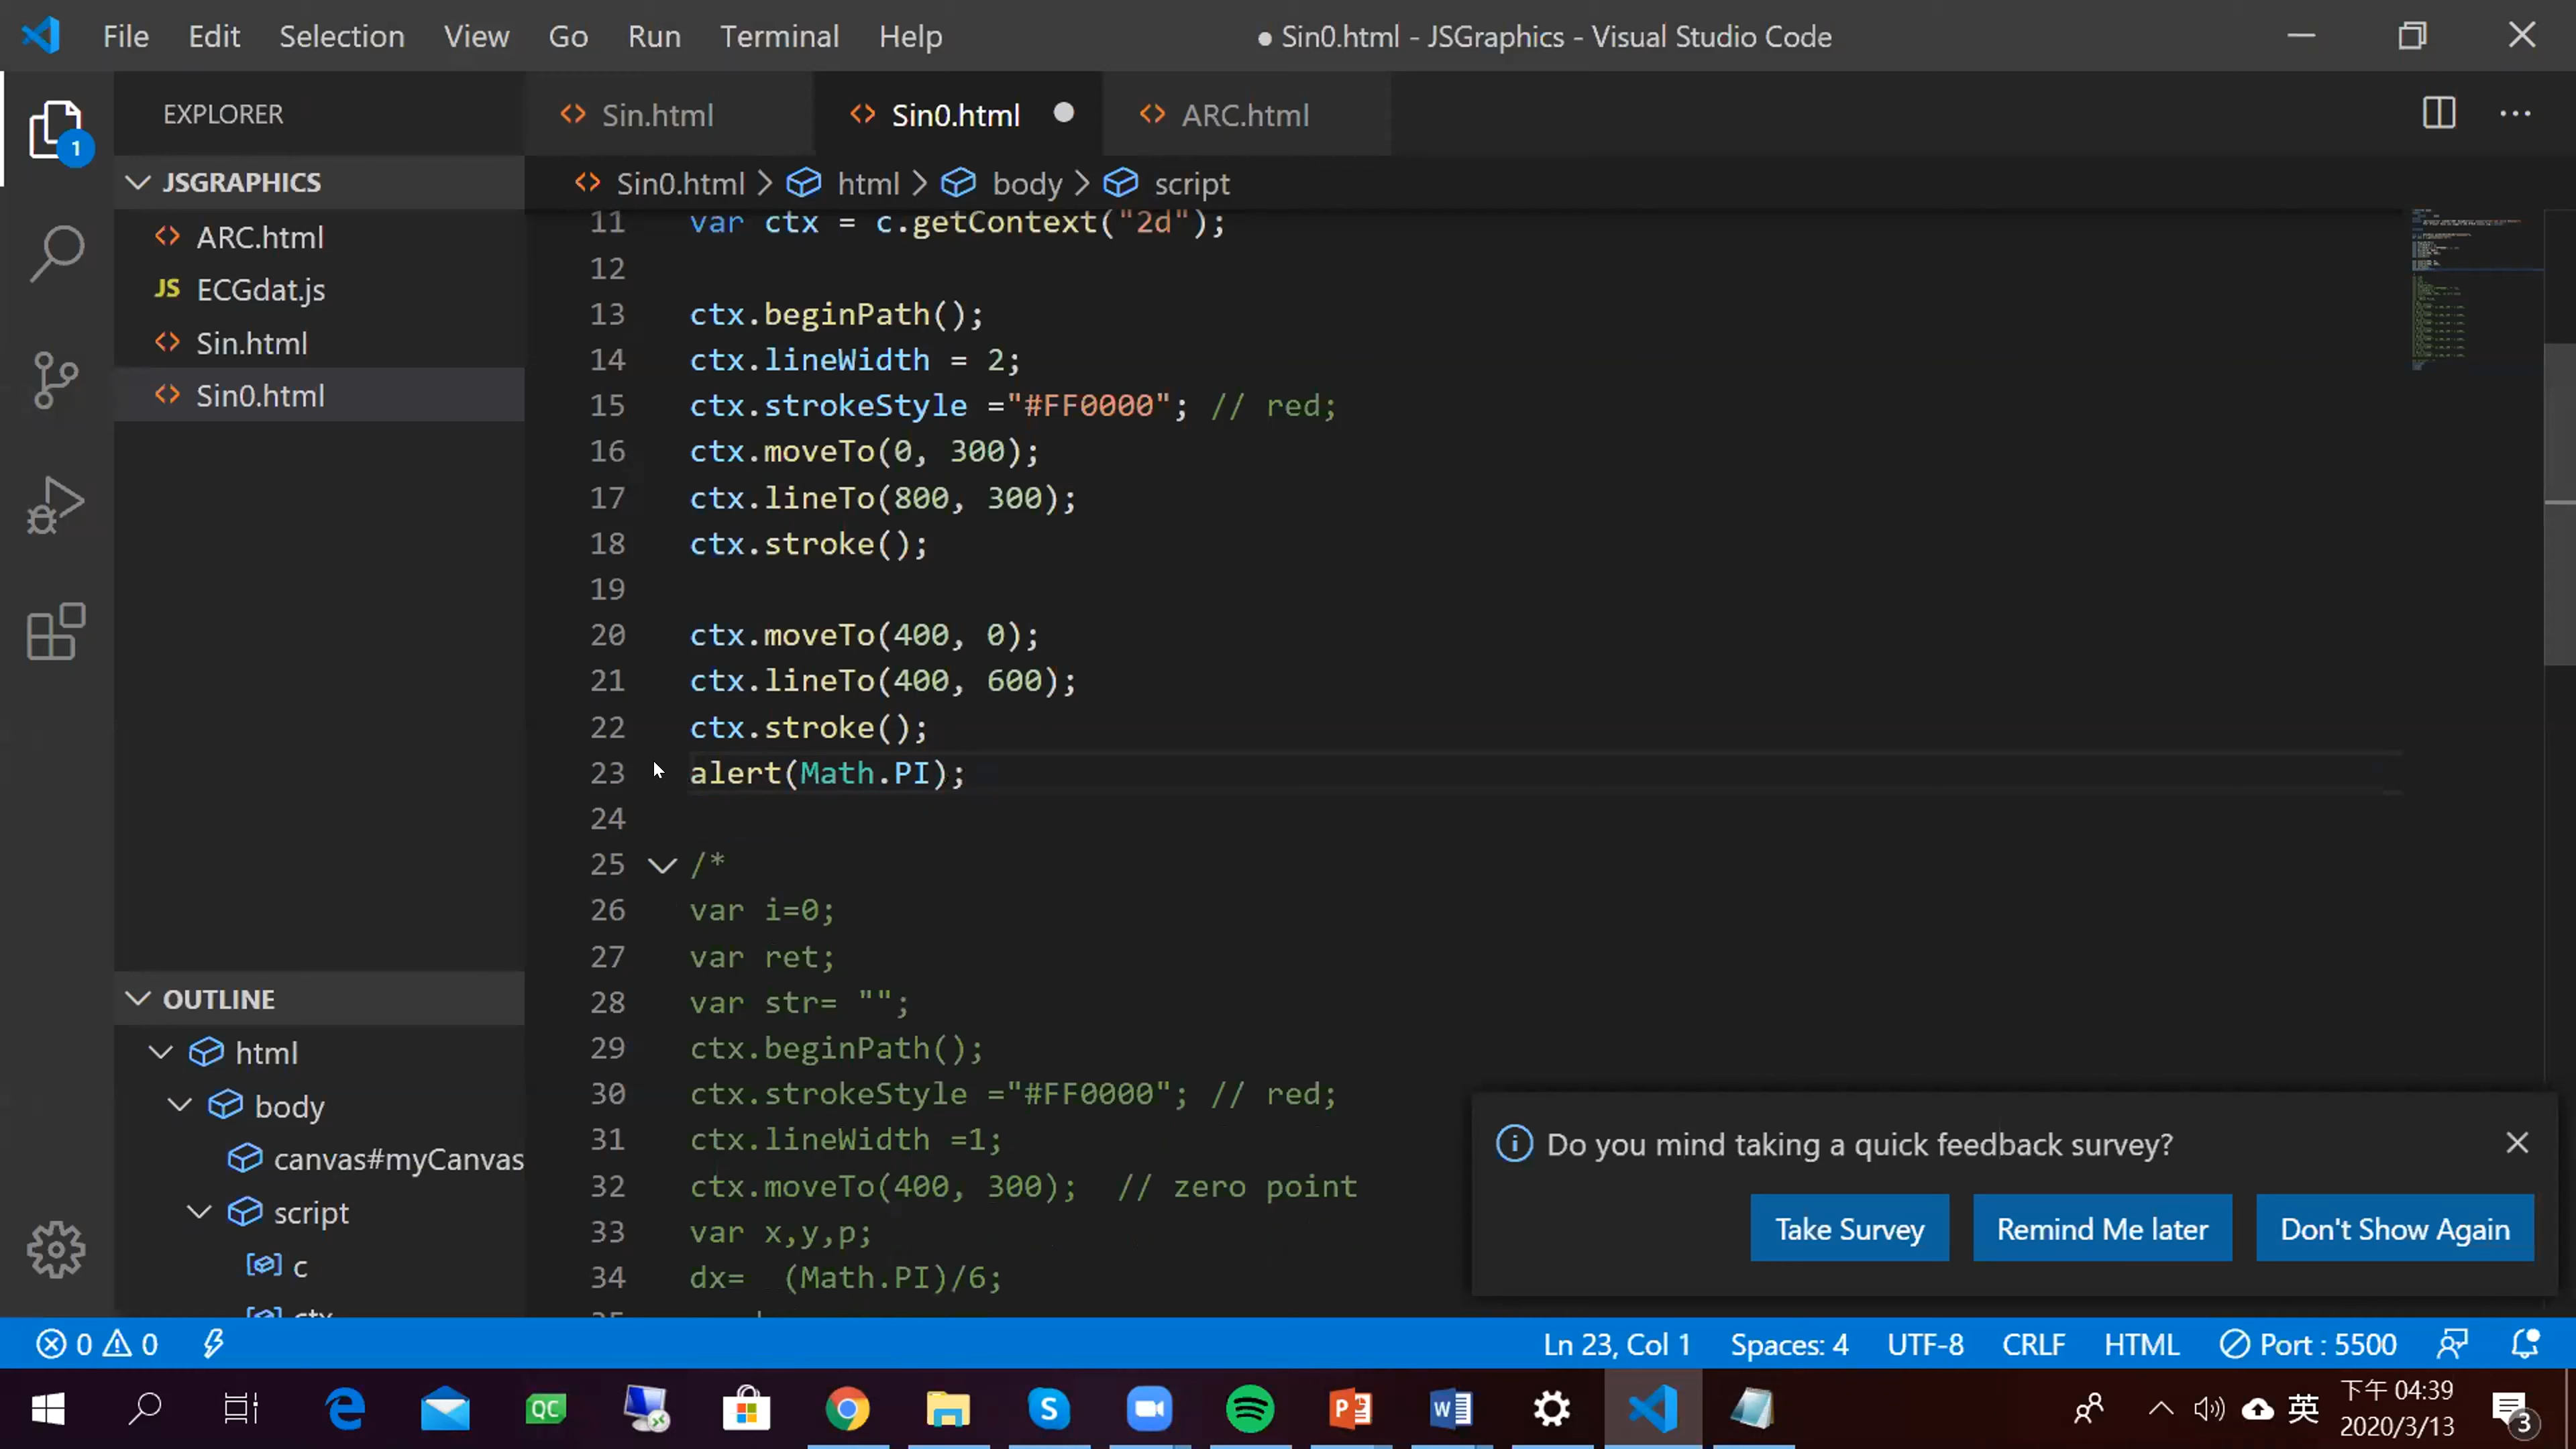 File Edit Selection View Go Run Terminal Help
● Sin0.html - JSGraphics - Visual Studio Code
EXPLORER
Sin.html
Sin0.html
ARC.html
1
JSGRAPHICS
Sin0.html > html > body > script
ARC.html
JS ECGdat.js
Sin.html
Sin0.html
11 var ctx = c.getContext("2d");
12
13 ctx.beginPath();
14 ctx.lineWidth = 2;
15 ctx.strokeStyle ="#FF0000"; // red;
16 ctx.moveTo(0, 300);
17 ctx.lineTo(800, 300);
18 ctx.stroke();
19
20 ctx.moveTo(400, 0);
21 ctx.lineTo(400, 600);
22 ctx.stroke();
23 alert(Math.PI);
24
25 /*
26 var i=0;
27 var ret;
28 var str= "";
29 ctx.beginPath();
30 ctx.strokeStyle ="#FF0000"; // red;
31 ctx.lineWidth =1;
32 ctx.moveTo(400, 300);  // zero point
33 var x,y,p;
34 dx=  (Math.PI)/6;
OUTLINE
html
body
canvas#myCanvas
script
c
ctx
Do you mind taking a quick feedback survey?
Take Survey
Remind Me later
Don't Show Again
0 0
Ln 23, Col 1
Spaces: 4
UTF-8
CRLF
HTML
Port : 5500
QC
英
下午 04:39
2020/3/13
3